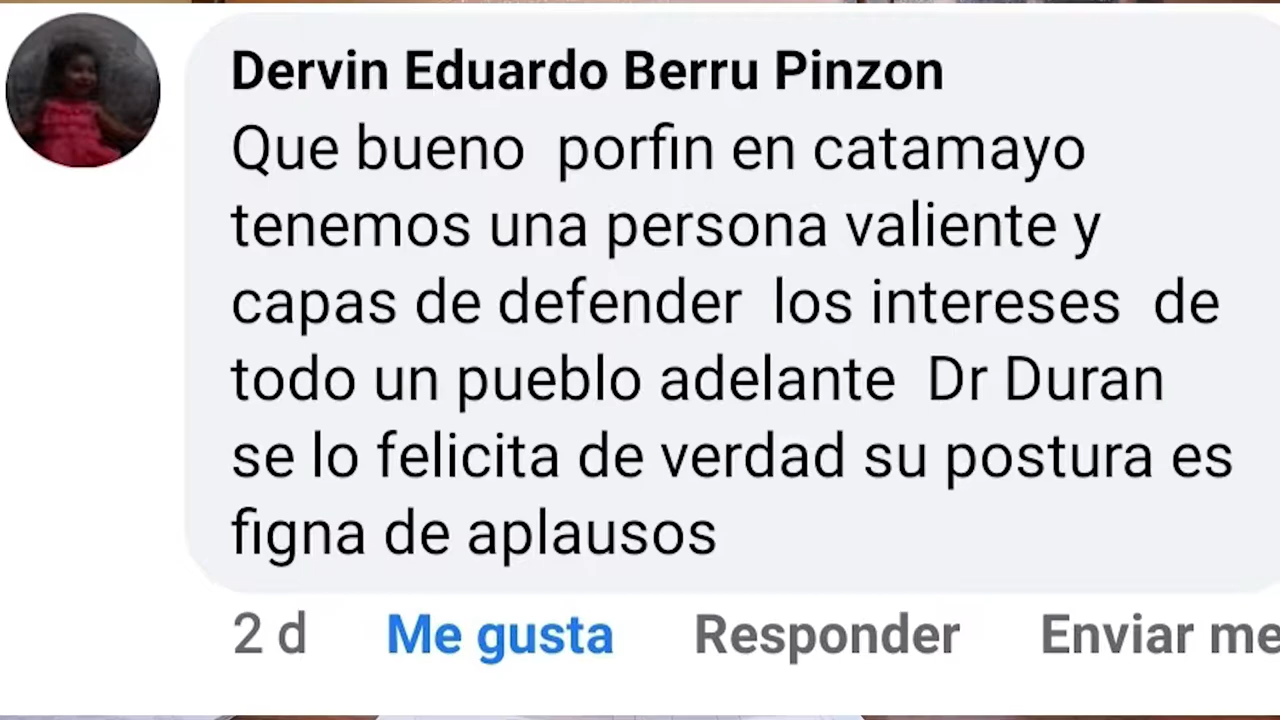 Dervin Eduardo Berru Pinzon
Que bueno porfin en catamayo
tenemos una persona valiente y
capas de defender los intereses de
todo un pueblo adelante Dr Duran
se lo felicita de verdad su postura es
figna de aplausos
2 d Me gusta Responder Enviar me